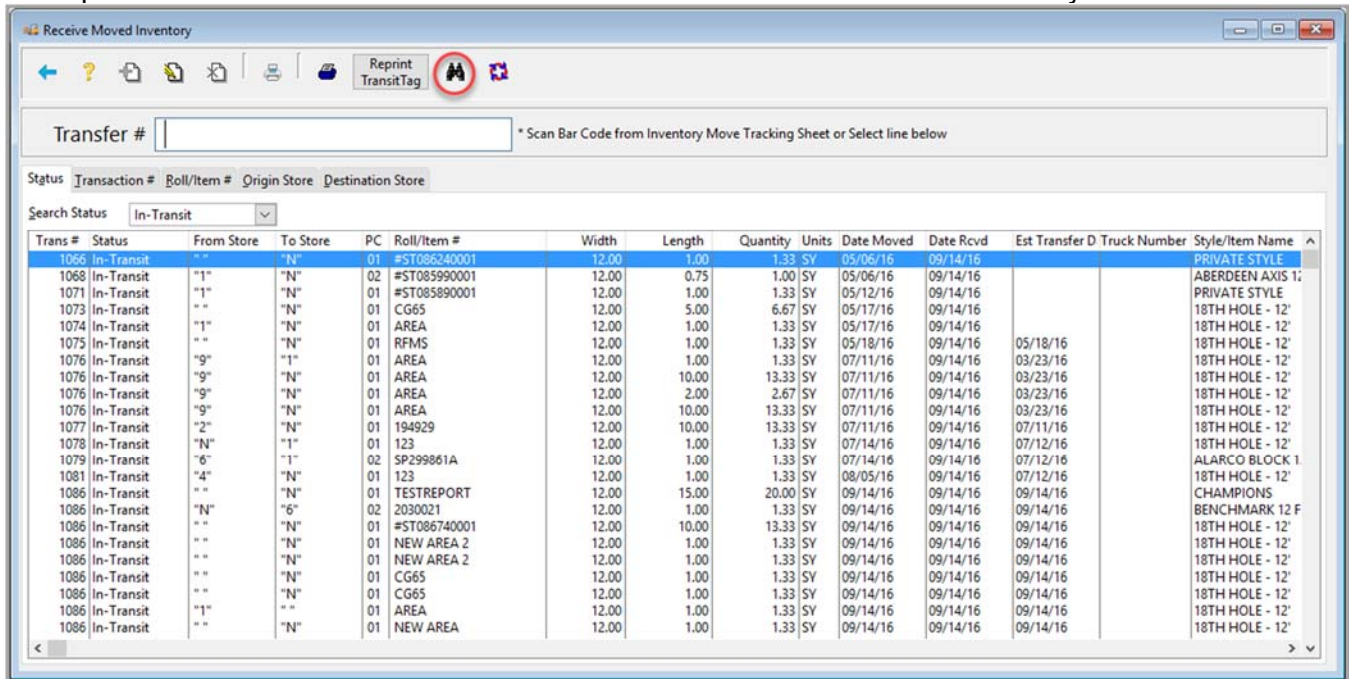 Receive Moved Inventory
Reprint
TransitTag
Transfer # * Scan Bar Code from Inventory Move Tracking Sheet or Select line below
Status Transaction # Roll/Item # Origin Store Destination Store
Search Status In-Transit
Trans # Status From Store To Store PC Roll/Item # Width Length Quantity Units Date Moved Date Rcvd Est Transfer D Truck Number Style/Item Name
1066 In-Transit " " "N" 01 #ST086240001 12.00 1.00 1.33 SY 05/06/16 09/14/16 PRIVATE STYLE
1068 In-Transit "1" "N" 02 #ST085990001 12.00 0.75 1.00 SY 05/06/16 09/14/16 ABERDEEN AXIS 12
1071 In-Transit "1" "N" 01 #ST085890001 12.00 1.00 1.33 SY 05/12/16 09/14/16 PRIVATE STYLE
1073 In-Transit " " "N" 01 CG65 12.00 5.00 6.67 SY 05/17/16 09/14/16 18TH HOLE - 12'
1074 In-Transit "1" "N" 01 AREA 12.00 1.00 1.33 SY 05/17/16 09/14/16 18TH HOLE - 12'
1075 In-Transit " " "N" 01 RFMS 12.00 1.00 1.33 SY 05/18/16 09/14/16 05/18/16 18TH HOLE - 12'
1076 In-Transit "9" "1" 01 AREA 12.00 1.00 1.33 SY 07/11/16 09/14/16 03/23/16 18TH HOLE - 12'
1076 In-Transit "9" "N" 01 AREA 12.00 10.00 13.33 SY 07/11/16 09/14/16 03/23/16 18TH HOLE - 12'
1076 In-Transit "9" "N" 01 AREA 12.00 2.00 2.67 SY 07/11/16 09/14/16 03/23/16 18TH HOLE - 12'
1076 In-Transit "9" "N" 01 AREA 12.00 10.00 13.33 SY 07/11/16 09/14/16 03/23/16 18TH HOLE - 12'
1077 In-Transit "2" "N" 01 194929 12.00 10.00 13.33 SY 07/11/16 09/14/16 07/11/16 18TH HOLE - 12'
1078 In-Transit "N" "1" 01 123 12.00 1.00 1.33 SY 07/14/16 09/14/16 07/12/16 18TH HOLE - 12'
1079 In-Transit "6" "1" 02 SP299861A 12.00 1.00 1.33 SY 07/14/16 09/14/16 07/12/16 ALARCO BLOCK 1
1081 In-Transit "4" "N" 01 123 12.00 1.00 1.33 SY 08/05/16 09/14/16 07/12/16 18TH HOLE - 12'
1086 In-Transit " " "N" 01 TESTREPORT 12.00 15.00 20.00 SY 09/14/16 09/14/16 09/14/16 CHAMPIONS
1086 In-Transit "N" "6" 02 2030021 12.00 1.00 1.33 SY 09/14/16 09/14/16 09/14/16 BENCHMARK 12 F
1086 In-Transit " " "N" 01 #ST086740001 12.00 10.00 13.33 SY 09/14/16 09/14/16 09/14/16 18TH HOLE - 12'
1086 In-Transit " " "N" 01 NEW AREA 2 12.00 1.00 1.33 SY 09/14/16 09/14/16 09/14/16 18TH HOLE - 12'
1086 In-Transit " " "N" 01 NEW AREA 2 12.00 1.00 1.33 SY 09/14/16 09/14/16 09/14/16 18TH HOLE - 12'
1086 In-Transit " " "N" 01 CG65 12.00 1.00 1.33 SY 09/14/16 09/14/16 09/14/16 18TH HOLE - 12'
1086 In-Transit " " "N" 01 CG65 12.00 1.00 1.33 SY 09/14/16 09/14/16 09/14/16 18TH HOLE - 12'
1086 In-Transit "1" " " 01 AREA 12.00 1.00 1.33 SY 09/14/16 09/14/16 09/14/16 18TH HOLE - 12'
1086 In-Transit " " "N" 01 NEW AREA 12.00 1.00 1.33 SY 09/14/16 09/14/16 09/14/16 18TH HOLE - 12'